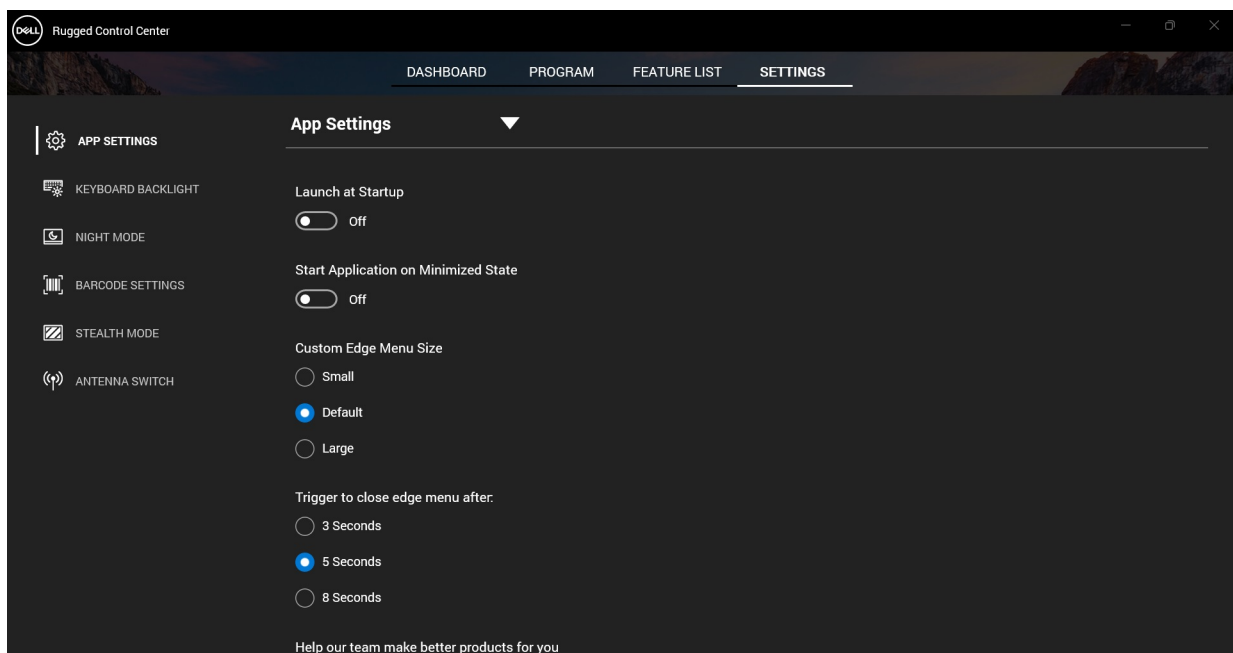 DELL Rugged Control Center
DASHBOARD PROGRAM FEATURE LIST SETTINGS
APP SETTINGS
KEYBOARD BACKLIGHT
NIGHT MODE
BARCODE SETTINGS
STEALTH MODE
ANTENNA SWITCH
App Settings
Launch at Startup
Off
Start Application on Minimized State
Off
Custom Edge Menu Size
Small
Default
Large
Trigger to close edge menu after:
3 Seconds
5 Seconds
8 Seconds
Help our team make better products for you